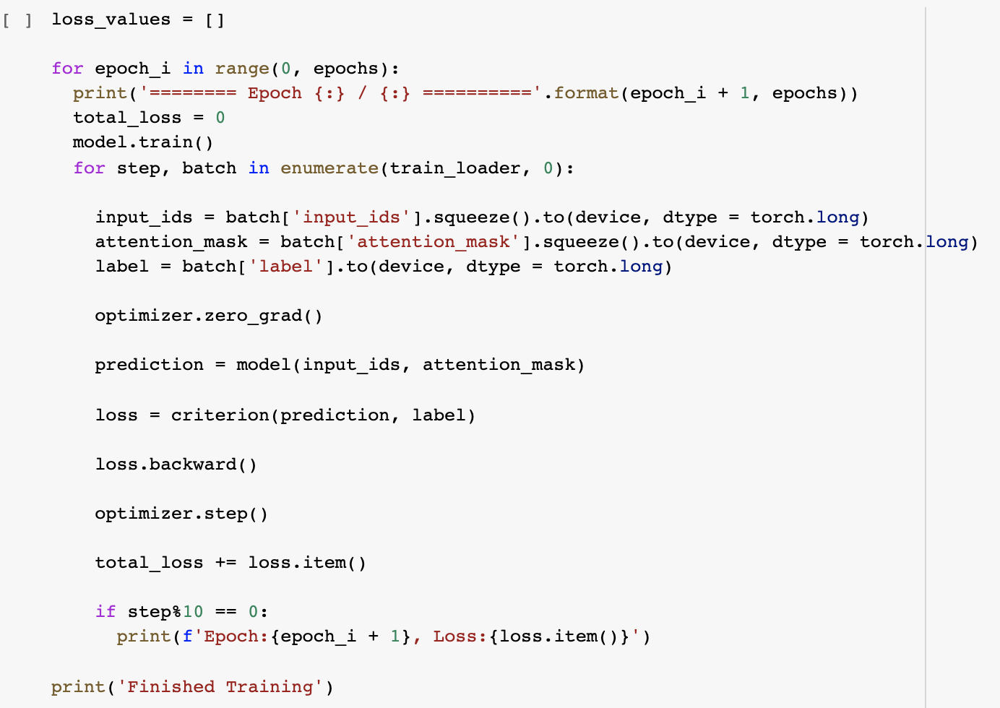 [ ] loss_values = []
for epoch_i in range(0, epochs):
print('======== Epoch {:} / {:} =========='.format(epoch_i + 1, epochs))
total_loss = 0
model.train()
for step, batch in enumerate(train_loader, 0):
input_ids = batch['input_ids'].squeeze().to(device, dtype = torch.long)
attention_mask = batch['attention_mask'].squeeze().to(device, dtype = torch.long)
label = batch['label'].to(device, dtype = torch.long)
optimizer.zero_grad()
prediction = model(input_ids, attention_mask)
loss = criterion(prediction, label)
loss.backward()
optimizer.step()
total_loss += loss.item()
if step%10 == 0:
print(f'Epoch:{epoch_i + 1}, Loss:{loss.item()}')
print('Finished Training')